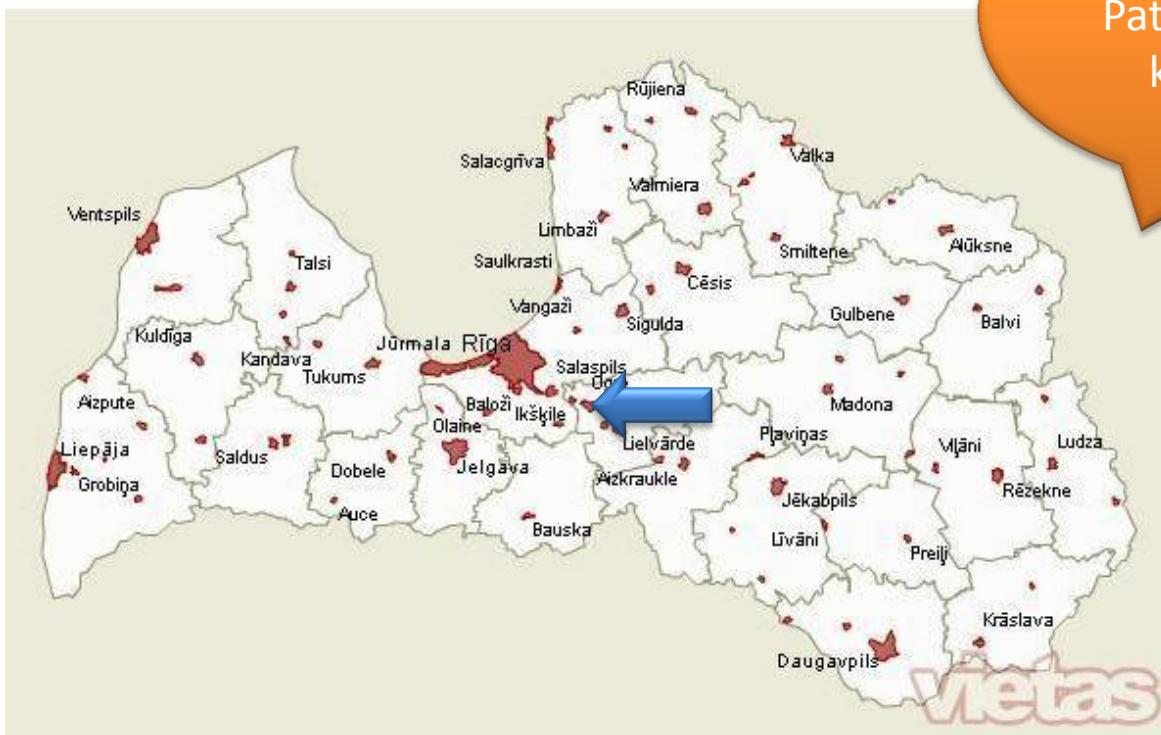 Rūjiena
Salacgrīva
Valka
Valmiera
Ventspils
Limbaži
Smiltene
Alūksne
Talsi
Saulkrasti
Cēsis
Vangaži
Sigulda
Gulbene
Balvi
Kuldīga
Jūrmala
Rīga
Kandava
Tukums
Salaspils
Aizpute
Baloži
Ikšķile
Madona
Olaine
Lielvārde
Pļaviņas
Viļāni
Ludza
Liepāja
Saldus
Dobele
Jelgava
Aizkraukle
Grobiņa
Jēkabpils
Rēzekne
Auce
Bauska
Līvāni
Preiļi
Krāslava
Daugavpils
vietas